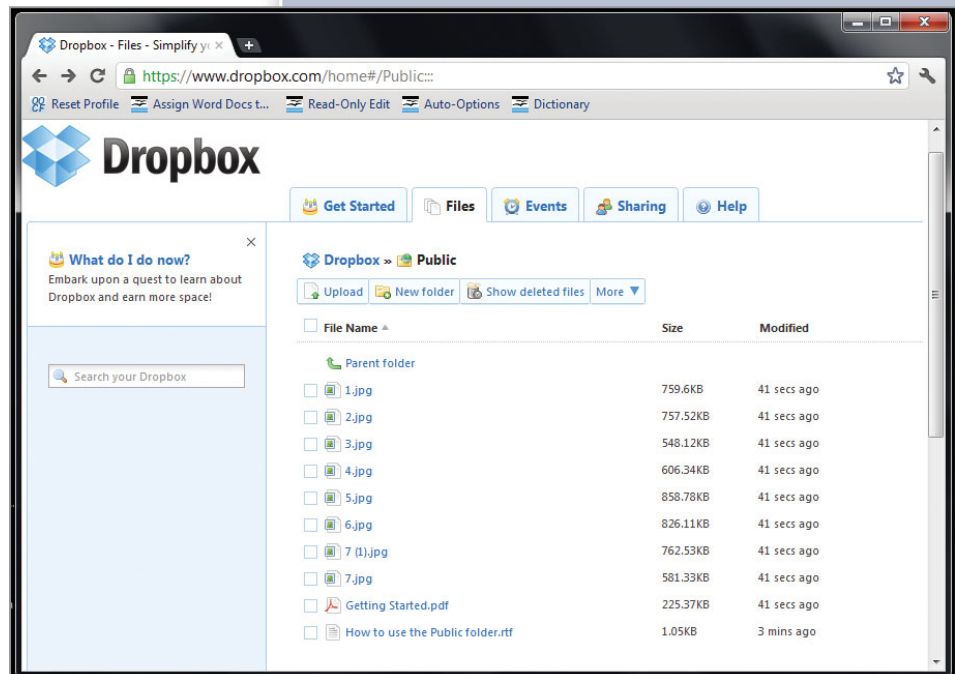 Dropbox - Files - Simplify y
https://www.dropbox.com/home#/Public:::
Reset Profile Assign Word Docs t... Read-Only Edit Auto-Options Dictionary
Dropbox
Get Started Files Events Sharing Help
What do I do now?
Embark upon a quest to learn about
Dropbox and earn more space!
Search your Dropbox
Dropbox » Public
Upload New folder Show deleted files More
File Name Size Modified
Parent folder
1.jpg 759.6KB 41 secs ago
2.jpg 757.52KB 41 secs ago
3.jpg 548.12KB 41 secs ago
4.jpg 606.34KB 41 secs ago
5.jpg 858.78KB 41 secs ago
6.jpg 826.11KB 41 secs ago
7 (1).jpg 762.53KB 41 secs ago
7.jpg 581.33KB 41 secs ago
Getting Started.pdf 225.37KB 41 secs ago
How to use the Public folder.rtf 1.05KB 3 mins ago